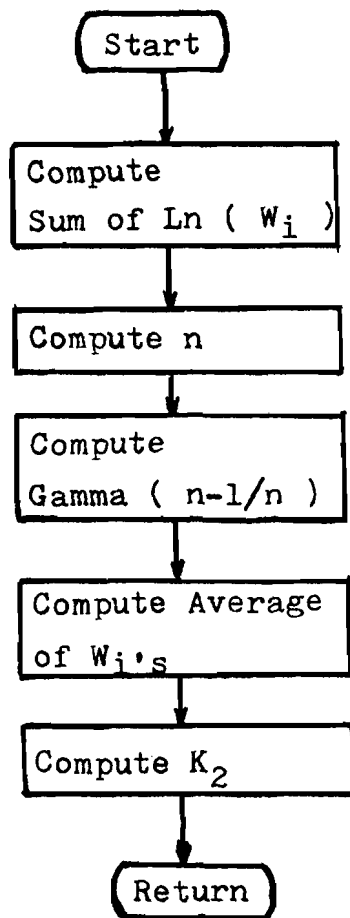 Start
Compute
Sum of Ln ( Wi )
Compute n
Compute
Gamma ( n-1/n )
Compute Average
of Wi's
Compute K2
Return